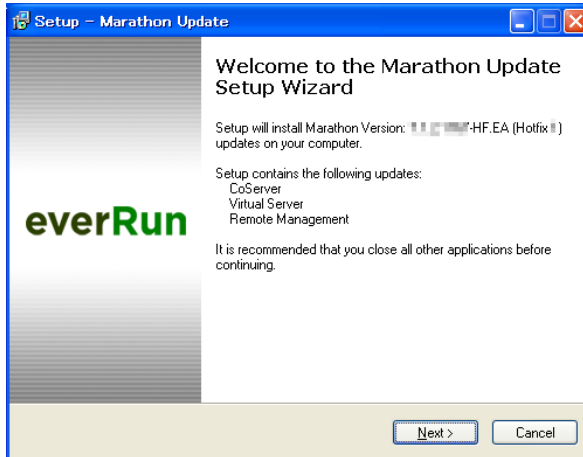 Setup - Marathon Update
Welcome to the Marathon Update
Setup Wizard
Setup will install Marathon Version: -HF.EA (Hotfix )
updates on your computer.
Setup contains the following updates:
CoServer
Virtual Server
Remote Management
everRun
It is recommended that you close all other applications before
continuing.
Next >
Cancel